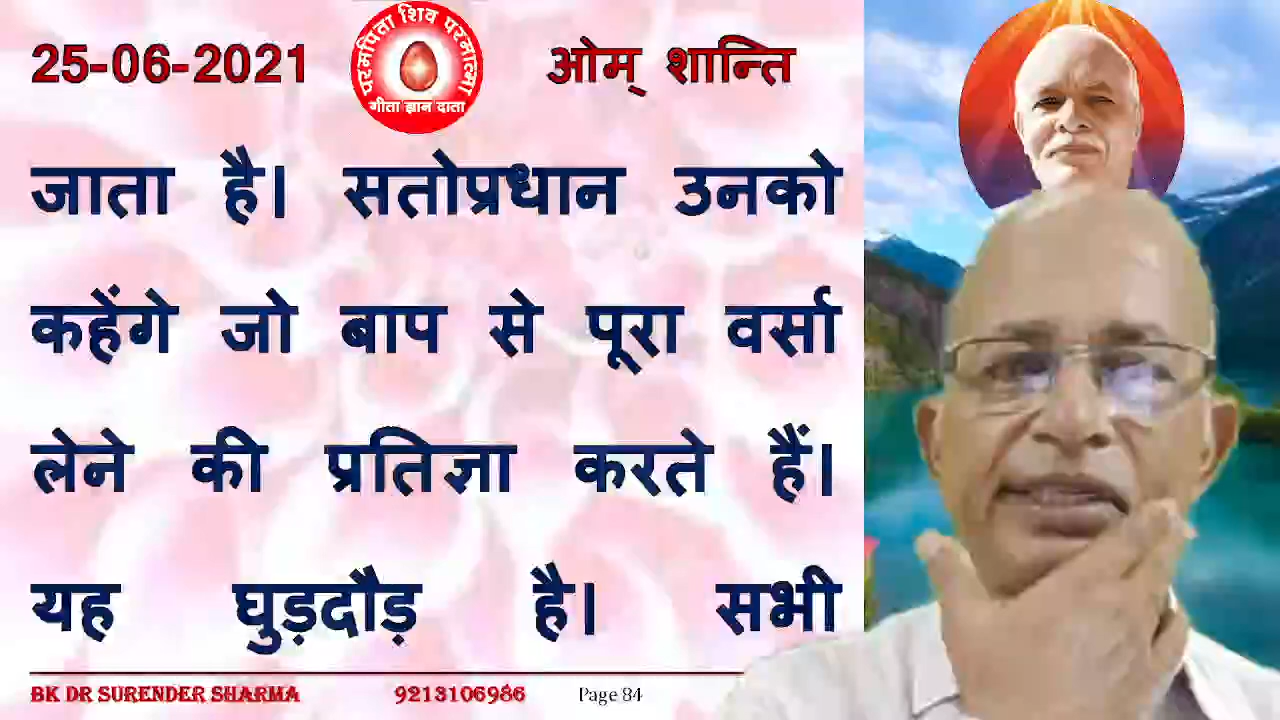 25-06-2021 ओम् शान्ति
परमपिता शिव परमात्मा
गीता ज्ञान दाता
जाता है। सतोप्रधान उनको
कहेंगे जो बाप से पूरा वर्सा
लेने की प्रतिज्ञा करते हैं।
यह घुड़दौड़ है। सभी
BK DR SURENDER SHARMA 9213106986 Page 84